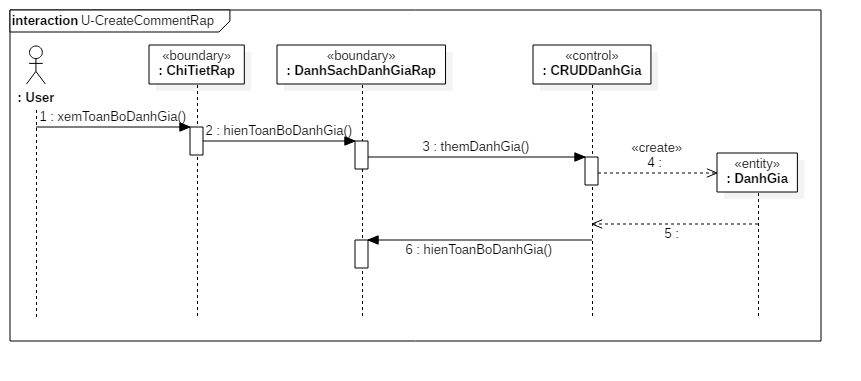 interaction U-CreateCommentRap
: User
«boundary»
: ChiTietRap
«boundary»
: DanhSachDanhGiaRap
«control»
: CRUDDanhGia
1 : xemToanBoDanhGia()
2 : hienToanBoDanhGia()
3 : themDanhGia()
«create»
4 :
«entity»
: DanhGia
5 :
6 : hienToanBoDanhGia()